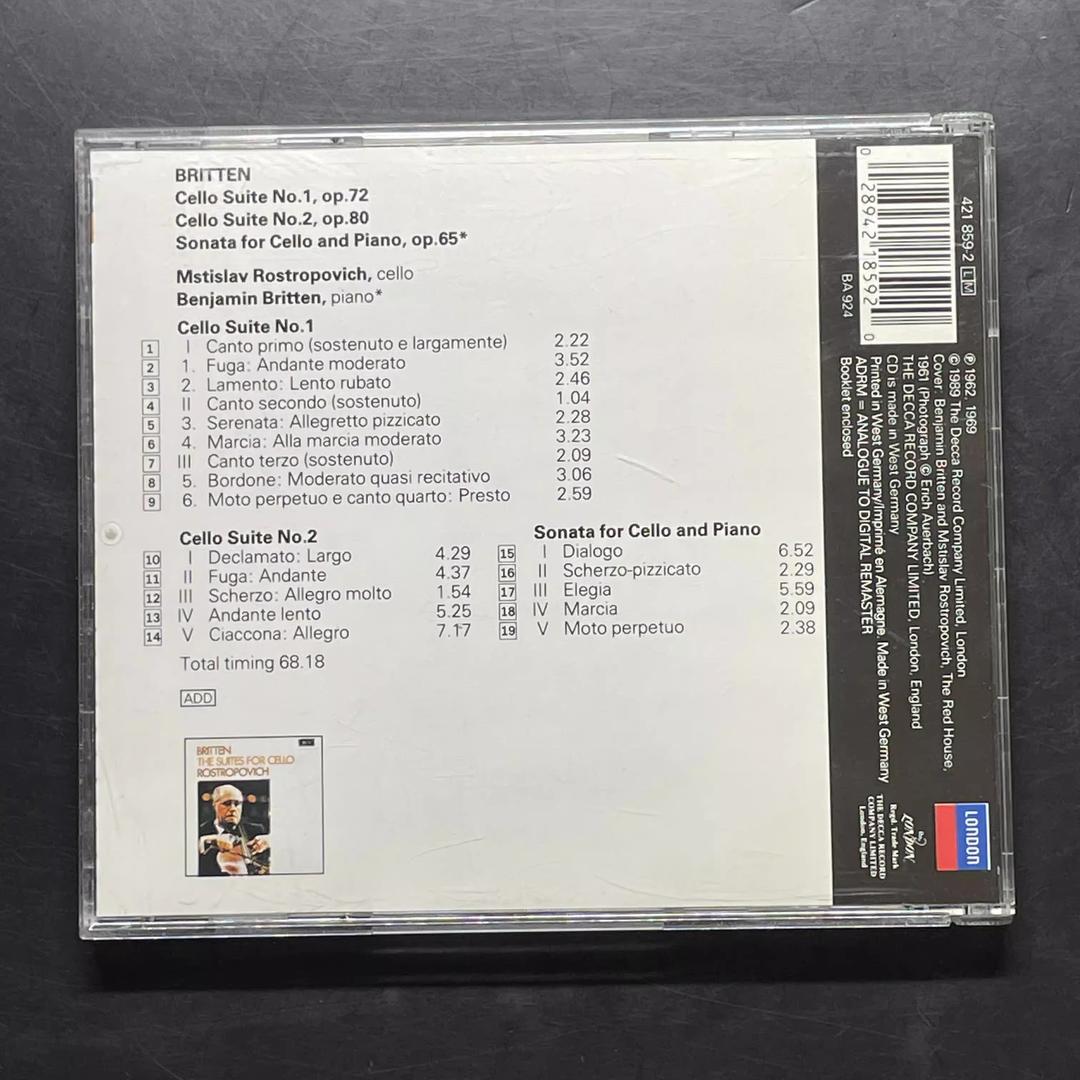 BRITTEN
Cello Suite No.1, op.72
Cello Suite No.2, op.80
Sonata for Cello and Piano, op.65*
Mstislav Rostropovich, cello
Benjamin Britten, piano*
Cello Suite No.1
1 I Canto primo (sostenuto e largamente) 2.22
2 1. Fuga: Andante moderato 3.52
3 2. Lamento: Lento rubato 2.46
4 II Canto secondo (sostenuto) 1.04
5 3. Serenata: Allegretto pizzicato 2.28
6 4. Marcia: Alla marcia moderato 3.23
7 III Canto terzo (sostenuto) 2.09
8 5. Bordone: Moderato quasi recitativo 3.06
9 6. Moto perpetuo e canto quarto: Presto 2.59
Cello Suite No.2
10 I Declamato: Largo 4.29
11 II Fuga: Andante 4.37
12 III Scherzo: Allegro molto 1.54
13 IV Andante lento 5.25
14 V Ciaccona: Allegro 7.17
Sonata for Cello and Piano
15 I Dialogo 6.52
16 II Scherzo-pizzicato 2.29
17 III Elegia 5.59
18 IV Marcia 2.09
19 V Moto perpetuo 2.38
Total timing 68.18
ADD
BRITTEN
THE SUITES FOR CELLO
ROSTROPOVICH
421 859-2 LM
0 28942 18592 0
BA 924
℗ 1962, 1969
© 1989 The Decca Record Company Limited, London
Cover: Benjamin Britten and Mstislav Rostropovich, The Red House,
1961 (Photograph © Erich Auerbach)
THE DECCA RECORD COMPANY LIMITED, London, England
CD is made in West Germany
Printed in West Germany/Imprimé en Allemagne. Made in West Germany
ADRM = ANALOGUE TO DIGITAL REMASTER
Booklet enclosed
LONDON
LONDON
Regd. Trade Mark
THE DECCA RECORD
COMPANY LIMITED
London, England